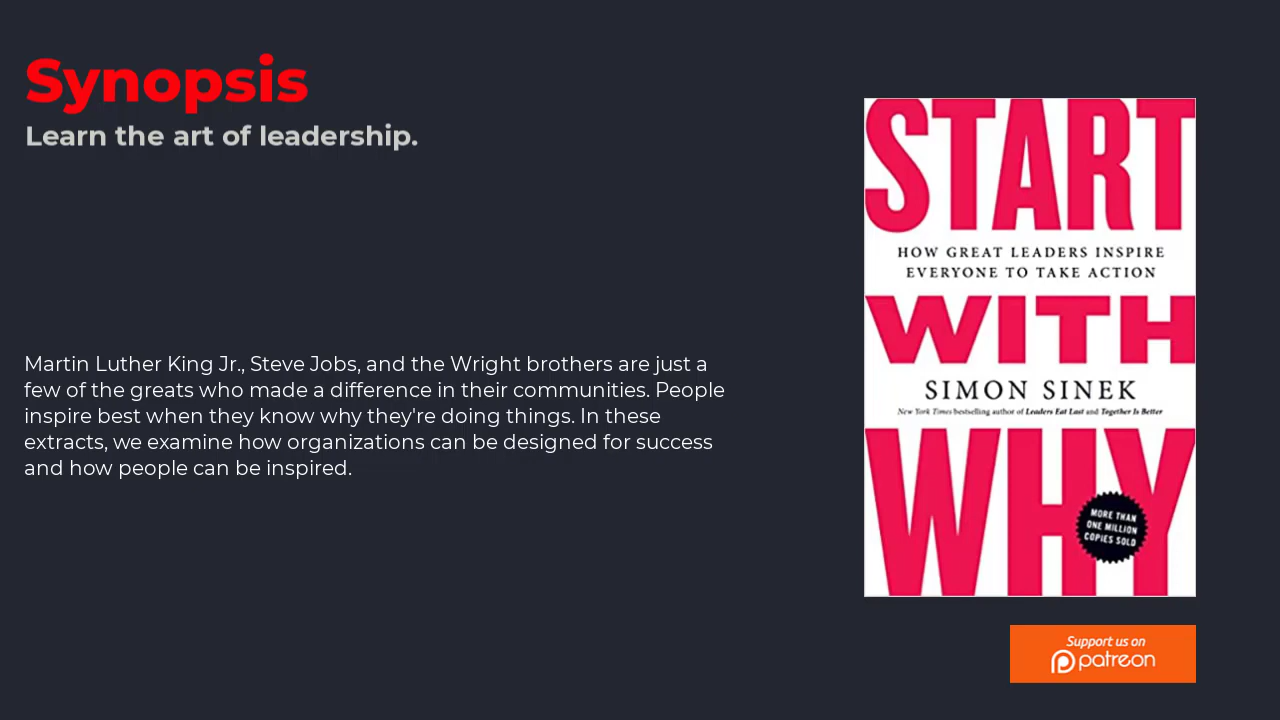 Synopsis
Learn the art of leadership.
Martin Luther King Jr., Steve Jobs, and the Wright brothers are just a
few of the greats who made a difference in their communities. People
inspire best when they know why they're doing things. In these
extracts, we examine how organizations can be designed for success
and how people can be inspired.
START
HOW GREAT LEADERS INSPIRE
EVERYONE TO TAKE ACTION
WITH
SIMON SINEK
New York Times bestselling author of Leaders Eat Last and Together Is Better
WHY
MORE THAN
ONE MILLION
COPIES SOLD
Support us on
patreon